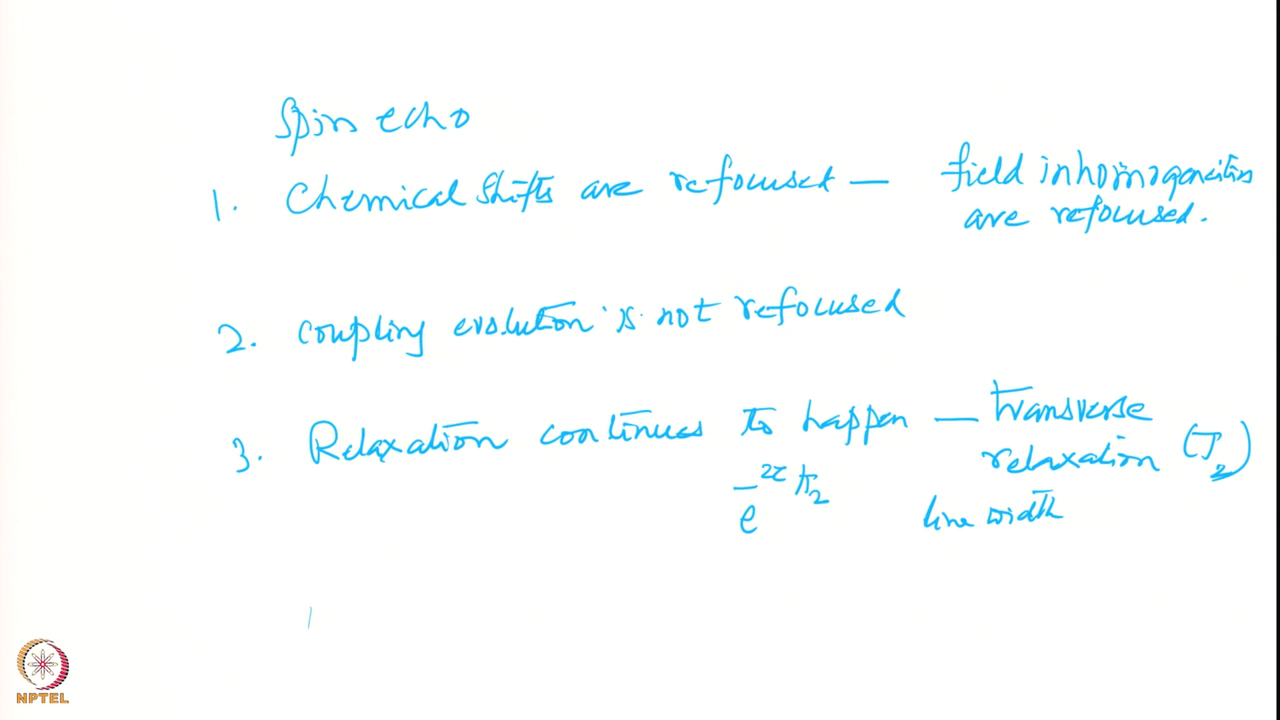 Spin echo
1. Chemical Shifts are refocused — field inhomogeneities
are refocused.
2. Coupling evolution is not refocused
3. Relaxation continues to happen — transverse
relaxation (T2)
e^-2τ/T2
line width
NPTEL